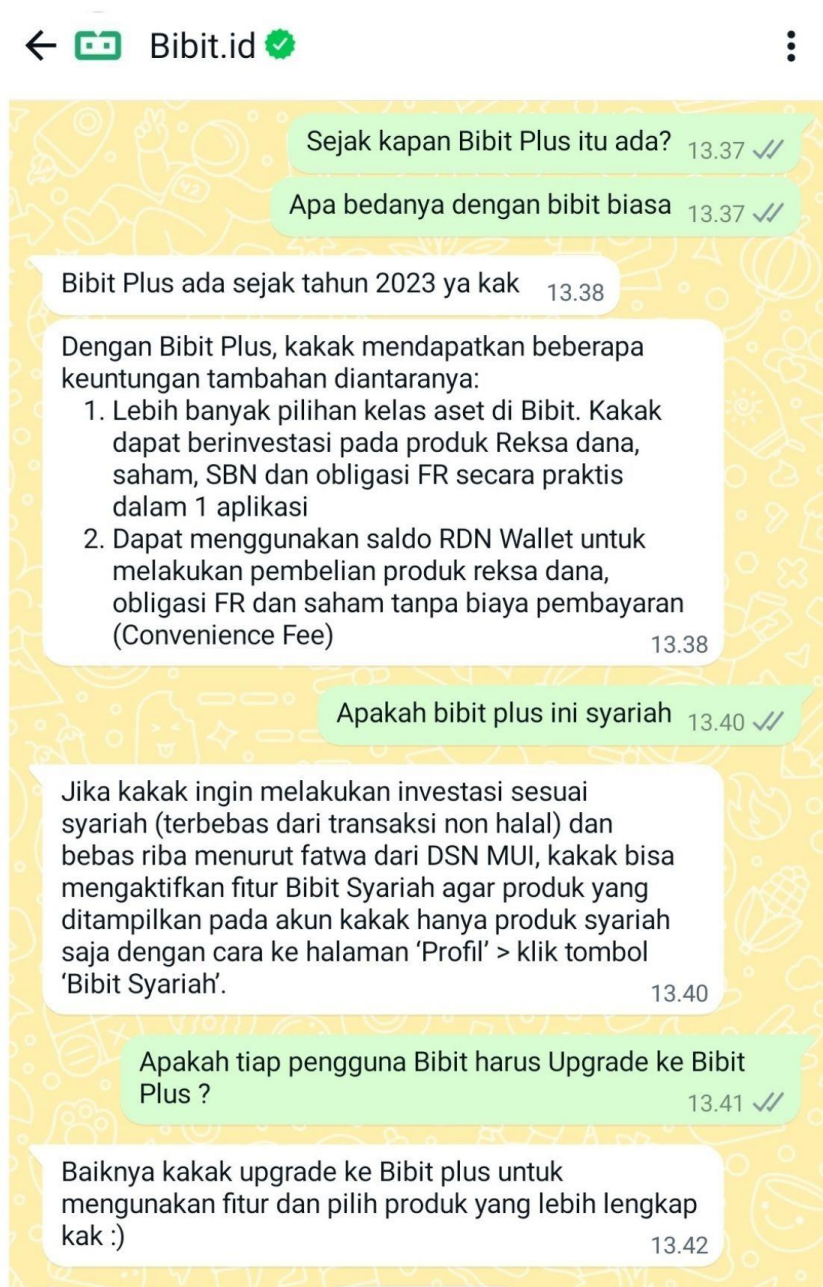 Bibit.id
Sejak kapan Bibit Plus itu ada? 13.37
Apa bedanya dengan bibit biasa 13.37
Bibit Plus ada sejak tahun 2023 ya kak 13.38
Dengan Bibit Plus, kakak mendapatkan beberapa
keuntungan tambahan diantaranya:
1. Lebih banyak pilihan kelas aset di Bibit. Kakak
dapat berinvestasi pada produk Reksa dana,
saham, SBN dan obligasi FR secara praktis
dalam 1 aplikasi
2. Dapat menggunakan saldo RDN Wallet untuk
melakukan pembelian produk reksa dana,
obligasi FR dan saham tanpa biaya pembayaran
(Convenience Fee) 13.38
Apakah bibit plus ini syariah 13.40
Jika kakak ingin melakukan investasi sesuai
syariah (terbebas dari transaksi non halal) dan
bebas riba menurut fatwa dari DSN MUI, kakak bisa
mengaktifkan fitur Bibit Syariah agar produk yang
ditampilkan pada akun kakak hanya produk syariah
saja dengan cara ke halaman ‘Profil’ > klik tombol
‘Bibit Syariah’. 13.40
Apakah tiap pengguna Bibit harus Upgrade ke Bibit
Plus ? 13.41
Baiknya kakak upgrade ke Bibit plus untuk
mengunakan fitur dan pilih produk yang lebih lengkap
kak :) 13.42